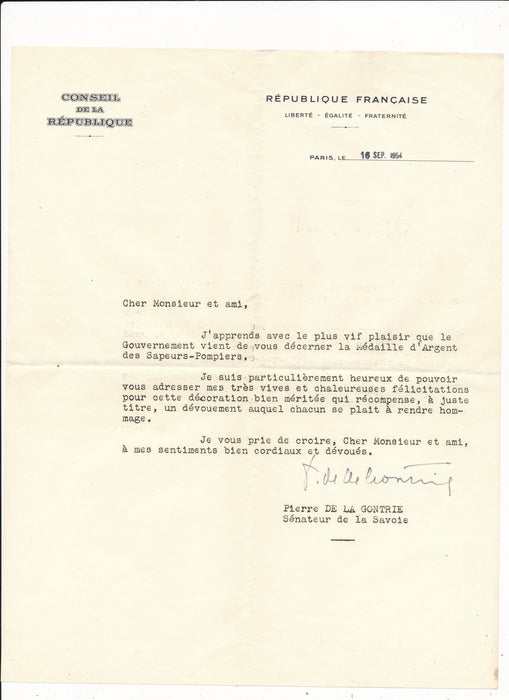 CONSEIL
DE LA
RÉPUBLIQUE
RÉPUBLIQUE FRANÇAISE
LIBERTÉ - ÉGALITÉ - FRATERNITÉ
PARIS, LE 16 SEP. 1954
Cher Monsieur et ami,
J'apprends avec le plus vif plaisir que le
Gouvernement vient de vous décerner la Médaille d'Argent
des Sapeurs-Pompiers.
Je suis particulièrement heureux de pouvoir
vous adresser mes très vives et chaleureuses félicitations
pour cette décoration bien méritée qui récompense, à juste
titre, un dévouement auquel chacun se plait à rendre hom-
mage.
Je vous prie de croire, Cher Monsieur et ami,
à mes sentiments bien cordiaux et dévoués.
P. de La Gontrie
Pierre DE LA GONTRIE
Sénateur de la Savoie